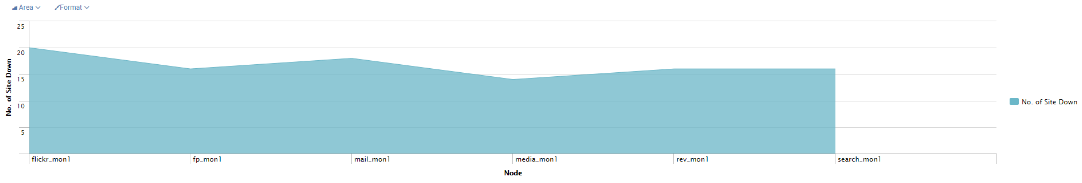 Area Format
25
20
15
10
5
No. of Site Down
flickr_mon1 fp_mon1 mail_mon1 media_mon1 rev_mon1 search_mon1
Node
No. of Site Down